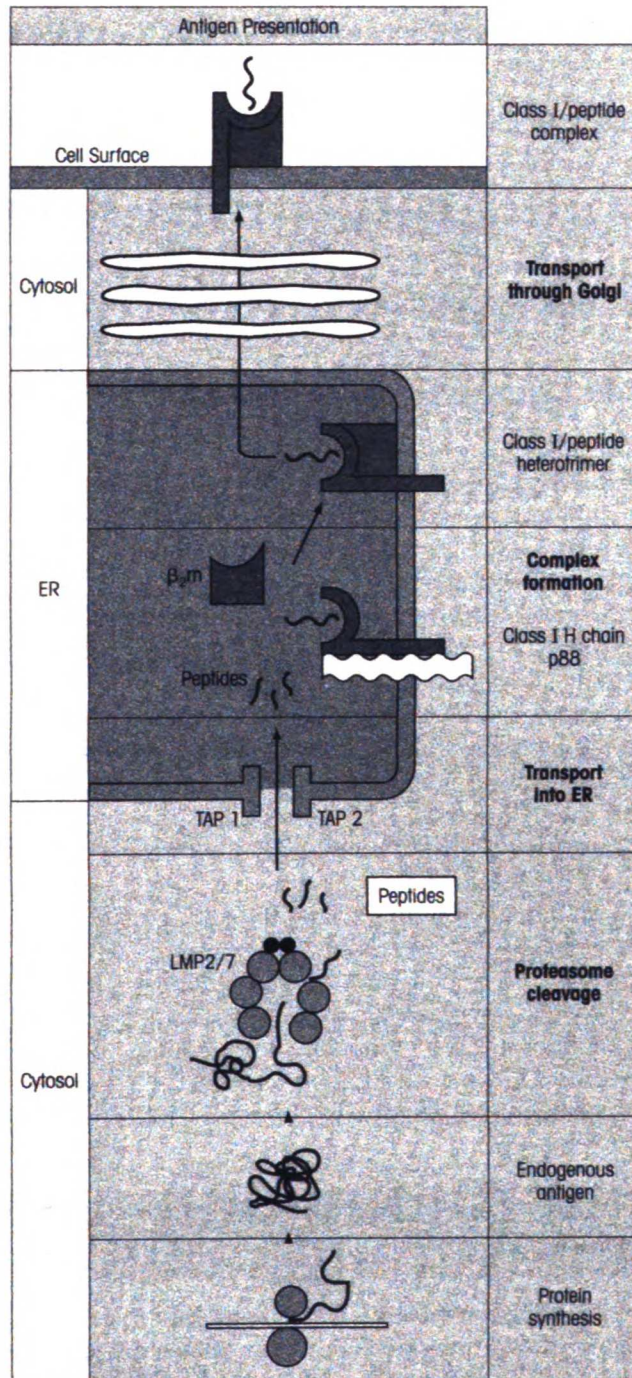 Antigen Presentation
Class I/peptide
complex
Cell Surface
Cytosol
Transport
through Golgi
Class I/peptide
heterotrimer
ER
β₂m
Complex
formation
Class I H chain
p88
Peptides
Transport
into ER
TAP 1
TAP 2
Peptides
LMP2/7
Proteasome
cleavage
Cytosol
Endogenous
antigen
Protein
synthesis